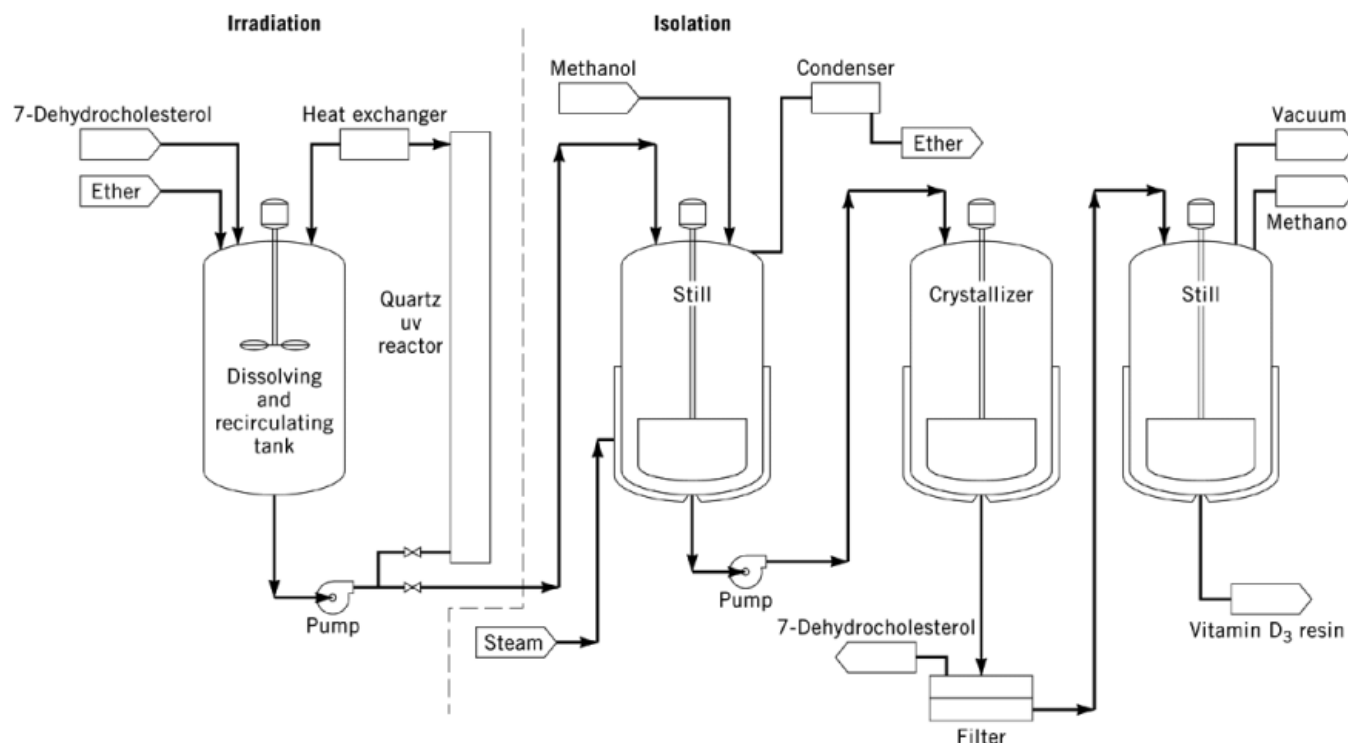 Irradiation
Isolation
7-Dehydrocholesterol
Heat exchanger
Ether
Quartz
uv
reactor
Dissolving
and
recirculating
tank
Pump
Methanol
Condenser
Ether
Still
Steam
Pump
Crystallizer
7-Dehydrocholesterol
Filter
Vacuum
Methano
Still
Vitamin D₃ resin